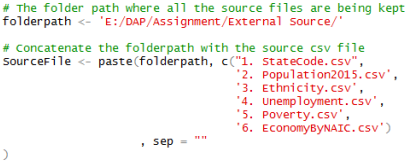 # The folder path where all the source files are being kept
folderpath <- 'E:/DAP/Assignment/External Source/'
# Concatenate the folderpath with the source csv file
SourceFile <- paste(folderpath, c("1. StateCode.csv",
'2. Population2015.csv',
'3. Ethnicity.csv',
'4. Unemployment.csv',
'5. Poverty.csv',
'6. EconomyByNAIC.csv')
, sep = ""
)